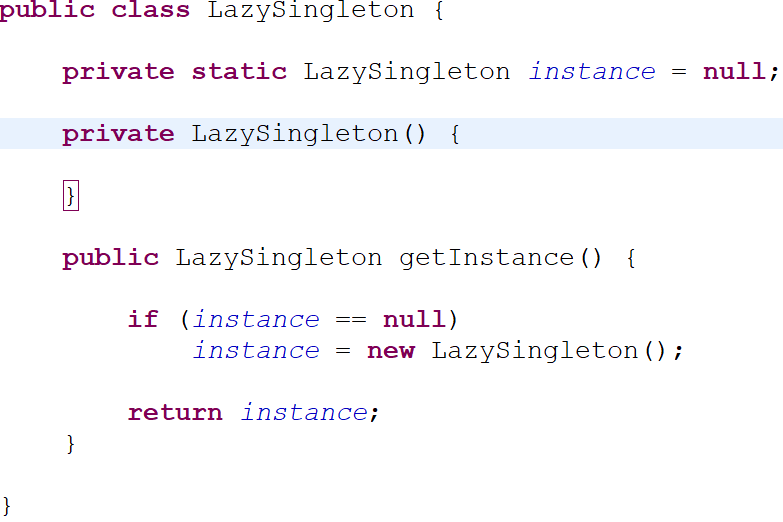 public class LazySingleton {
private static LazySingleton instance = null;
private LazySingleton() {
}
public LazySingleton getInstance() {
if (instance == null)
instance = new LazySingleton();
return instance;
}
}